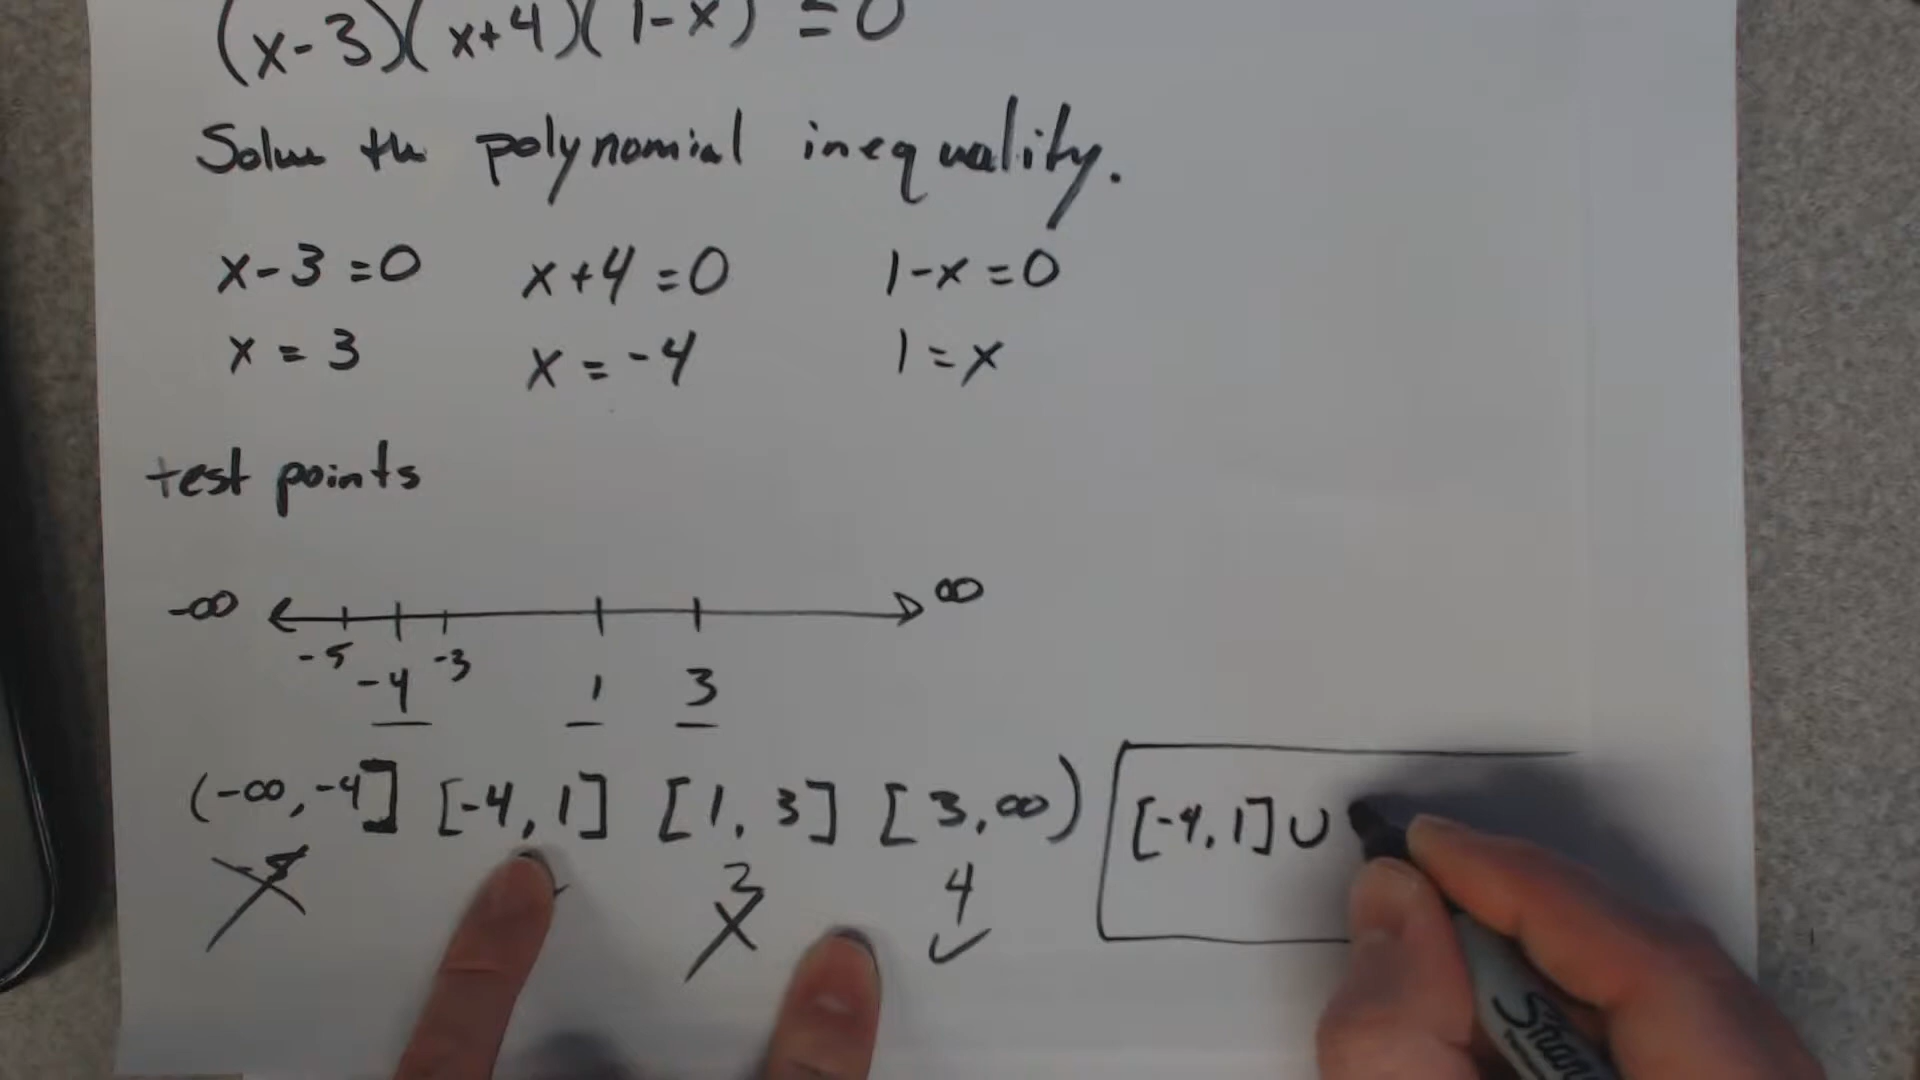 (x-3)(x+4)(1-x) = 0
Solve the polynomial inequality.
x-3=0 x+4=0 1-x=0
x = 3 x = -4 1 = x
test points
-∞ ∞
-5 -4 -3 1 3
(-∞, -4] [-4, 1] [1, 3] [3, ∞) [-4, 1] ∪
-5 2 4
Shar